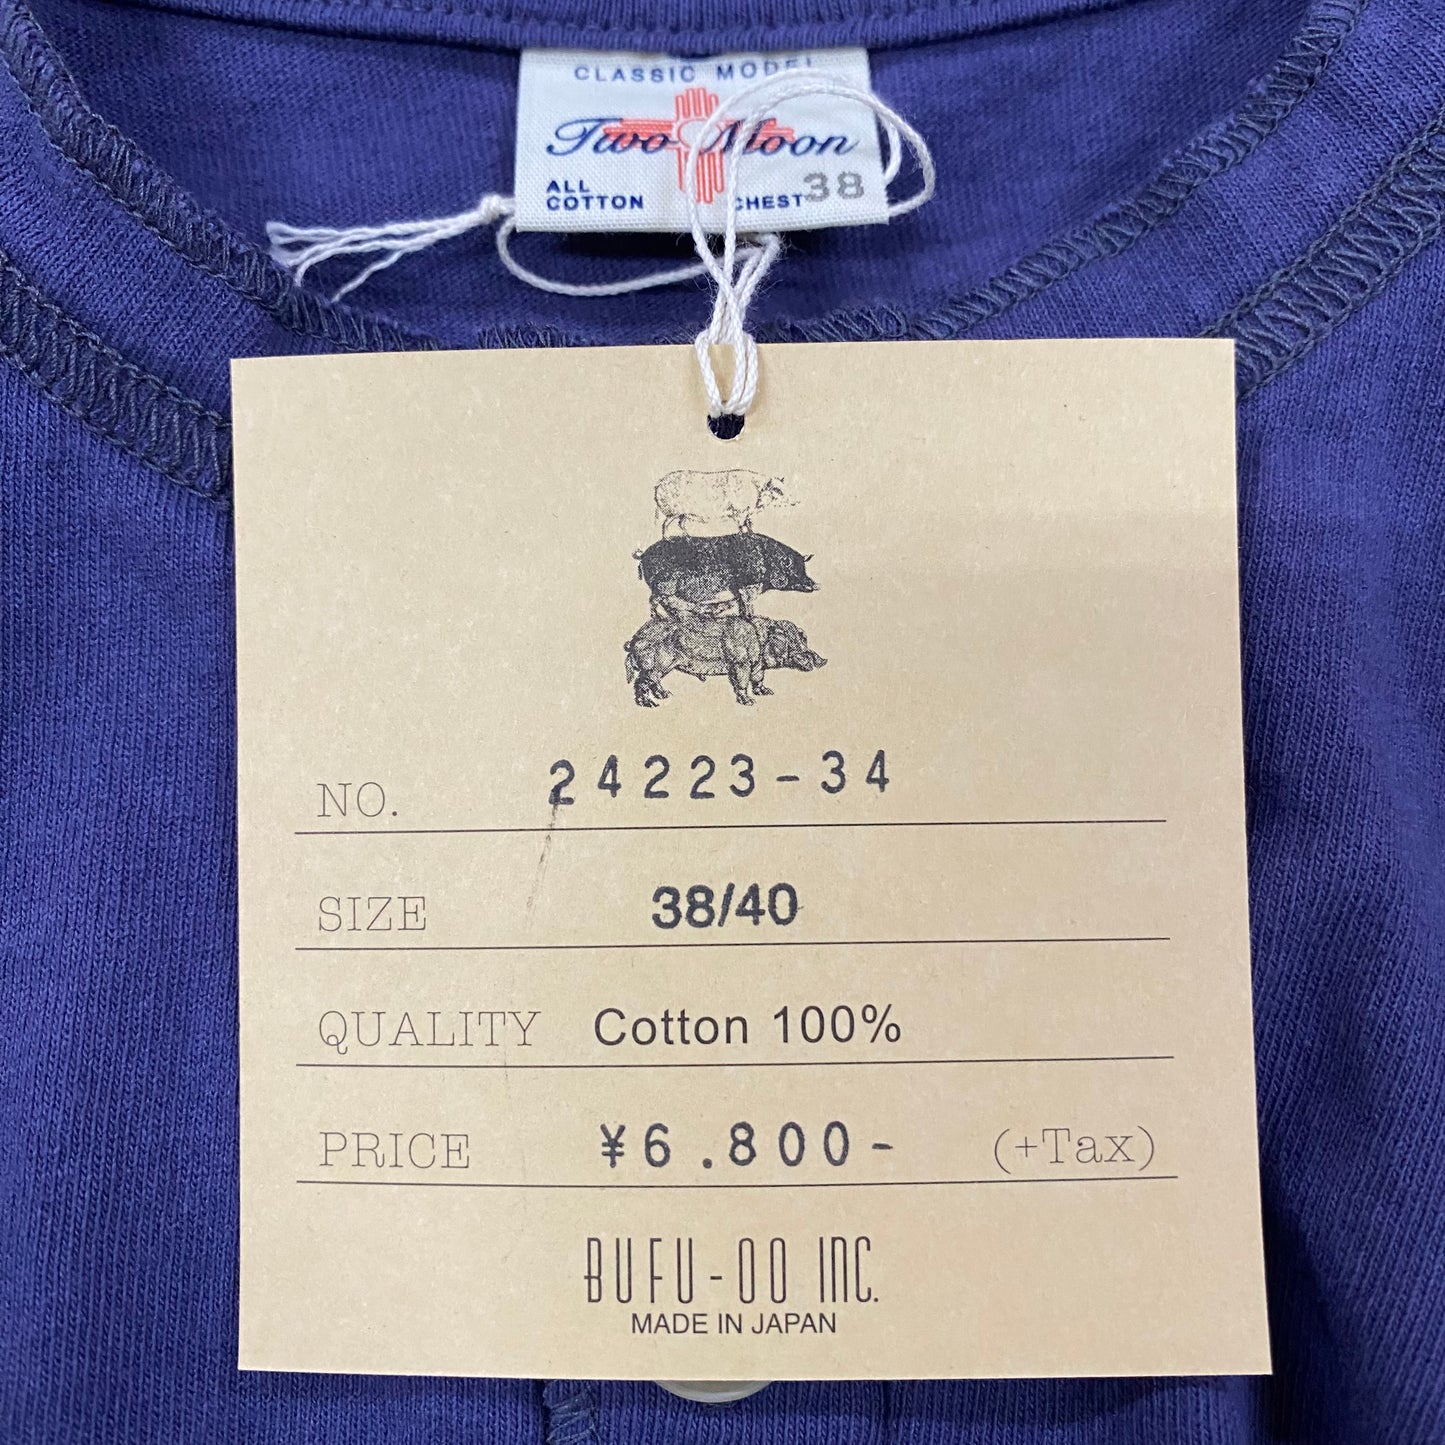 CLASSIC MODEL
Two Moon
ALL
COTTON
CHEST 38
NO. 24223-34
SIZE 38/40
QUALITY Cotton 100%
PRICE ¥6.800- (+Tax)
BUFU-OO INC.
MADE IN JAPAN